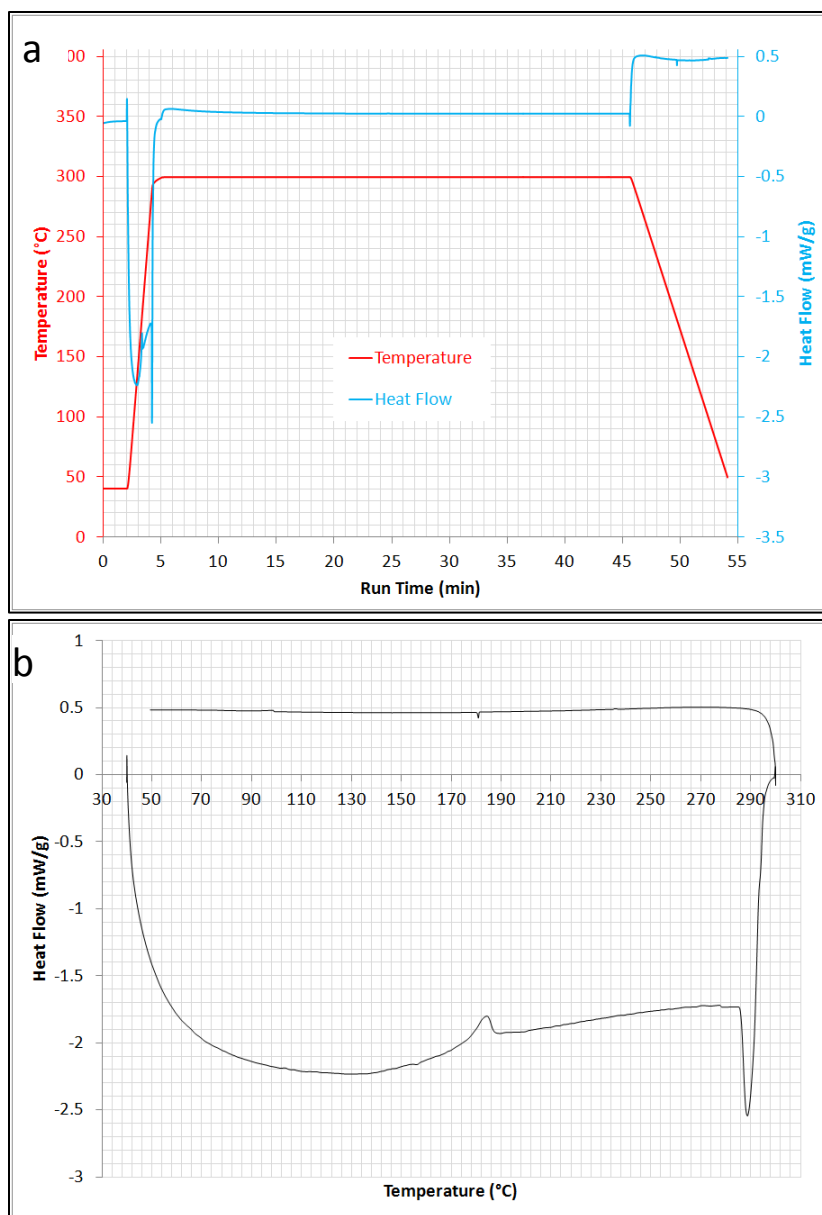 a
00
350
300
250
200
150
100
50
0
Temperature (°C)
0.5
0
-0.5
-1
-1.5
-2
-2.5
-3
-3.5
Heat Flow (mW/g)
Temperature
Heat Flow
0 5 10 15 20 25 30 35 40 45 50 55
Run Time (min)
b
1
0.5
0
-0.5
-1
-1.5
-2
-2.5
-3
Heat Flow (mW/g)
30 50 70 90 110 130 150 170 190 210 230 250 270 290 310
Temperature (°C)